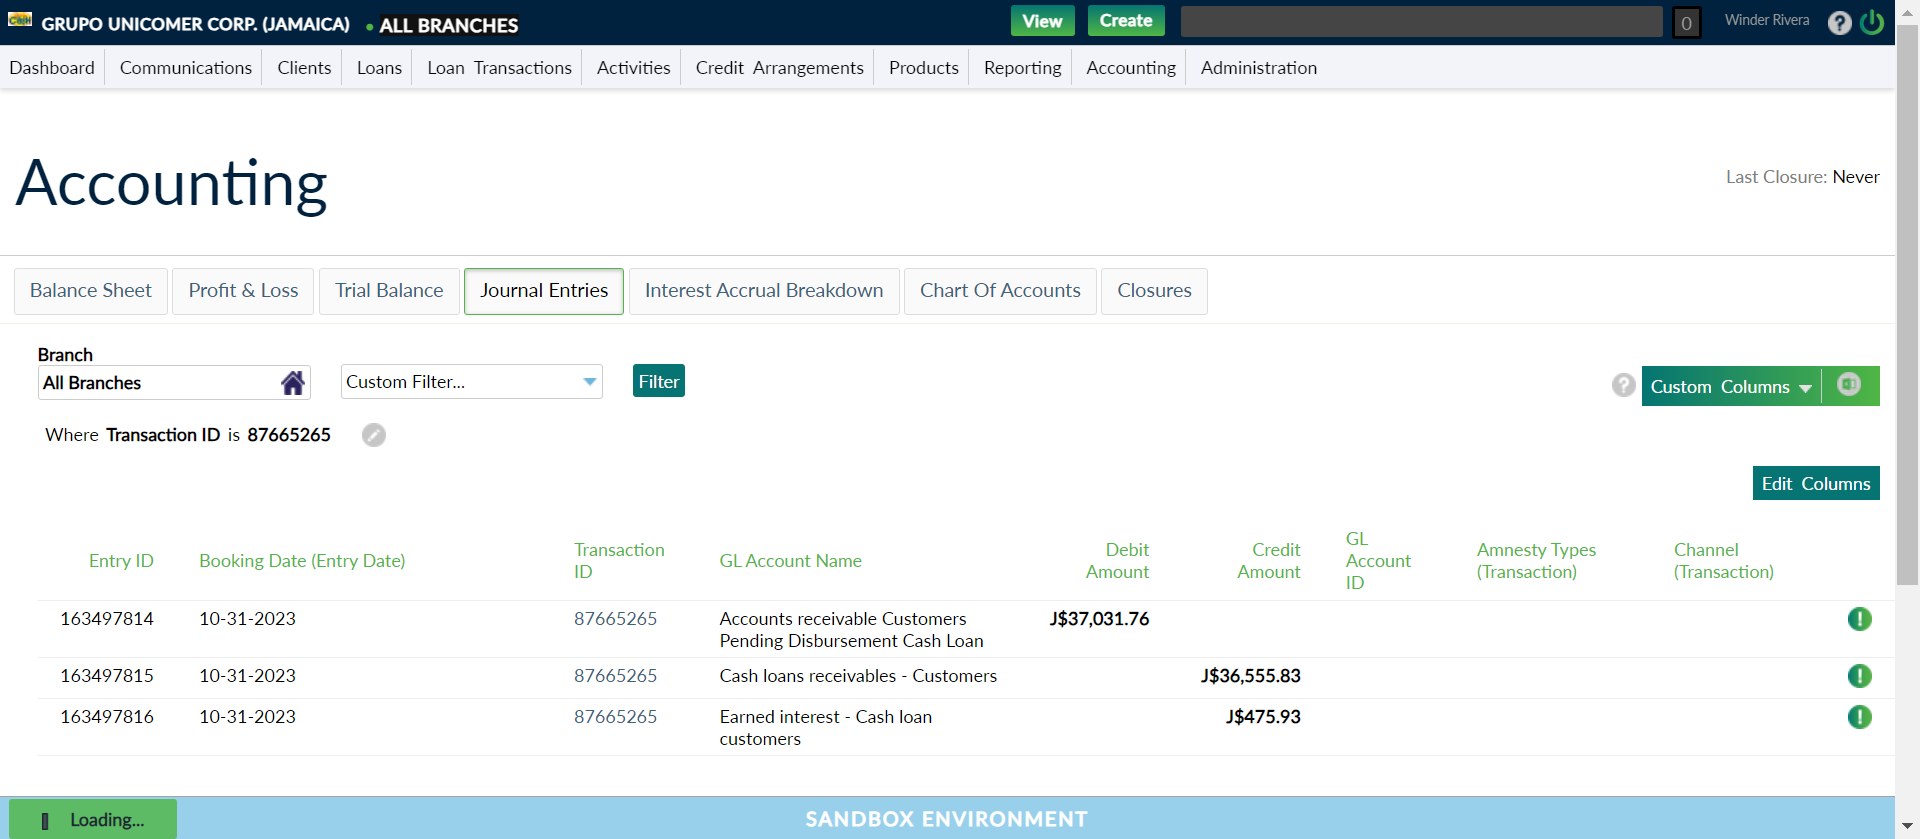 Cash GRUPO UNICOMER CORP. (JAMAICA) • ALL BRANCHES View Create 0 Winder Rivera ?
Dashboard Communications Clients Loans Loan Transactions Activities Credit Arrangements Products Reporting Accounting Administration
Accounting
Last Closure: Never
Balance Sheet Profit & Loss Trial Balance Journal Entries Interest Accrual Breakdown Chart Of Accounts Closures
Branch
All Branches Custom Filter... Filter ? Custom Columns
Where Transaction ID is 87665265
Edit Columns
Entry ID Booking Date (Entry Date) Transaction ID GL Account Name Debit Amount Credit Amount GL Account ID Amnesty Types (Transaction) Channel (Transaction)
163497814 10-31-2023 87665265 Accounts receivable Customers J$37,031.76
Pending Disbursement Cash Loan
163497815 10-31-2023 87665265 Cash loans receivables - Customers J$36,555.83
163497816 10-31-2023 87665265 Earned interest - Cash loan J$475.93
customers
Loading... SANDBOX ENVIRONMENT